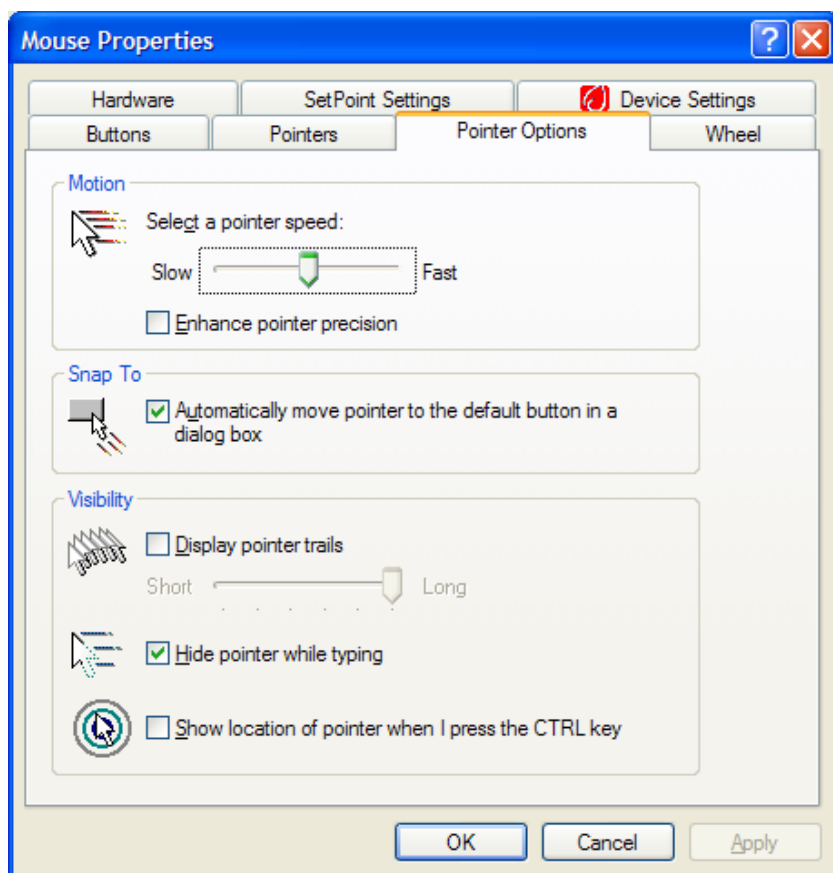 Mouse Properties
?
Hardware SetPoint Settings Device Settings
Buttons Pointers Pointer Options Wheel
Motion
Select a pointer speed:
Slow Fast
Enhance pointer precision
Snap To
Automatically move pointer to the default button in a
dialog box
Visibility
Display pointer trails
Short Long
Hide pointer while typing
Show location of pointer when I press the CTRL key
OK Cancel Apply